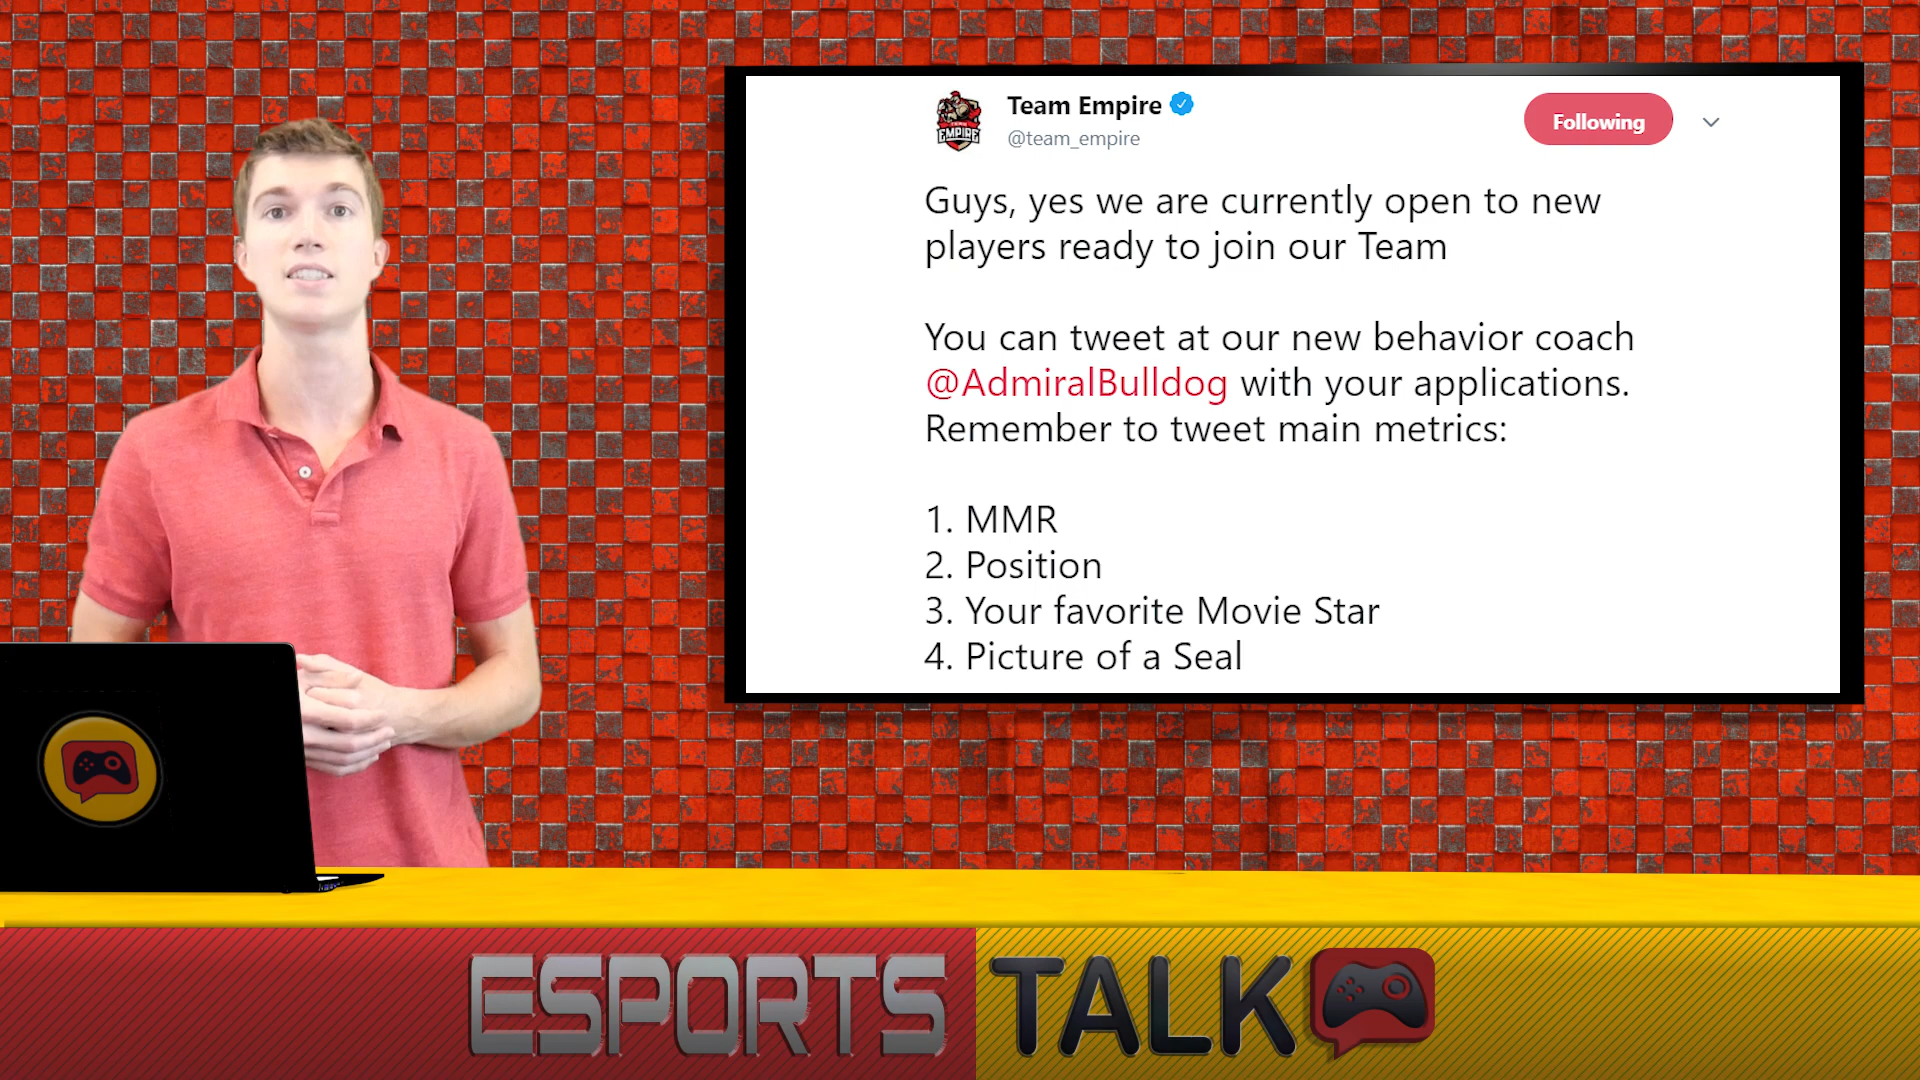 Team Empire
@team_empire
Following
EMPIRE
Guys, yes we are currently open to new
players ready to join our Team
You can tweet at our new behavior coach
@AdmiralBulldog with your applications.
Remember to tweet main metrics:
1. MMR
2. Position
3. Your favorite Movie Star
4. Picture of a Seal
ESPORTS TALK